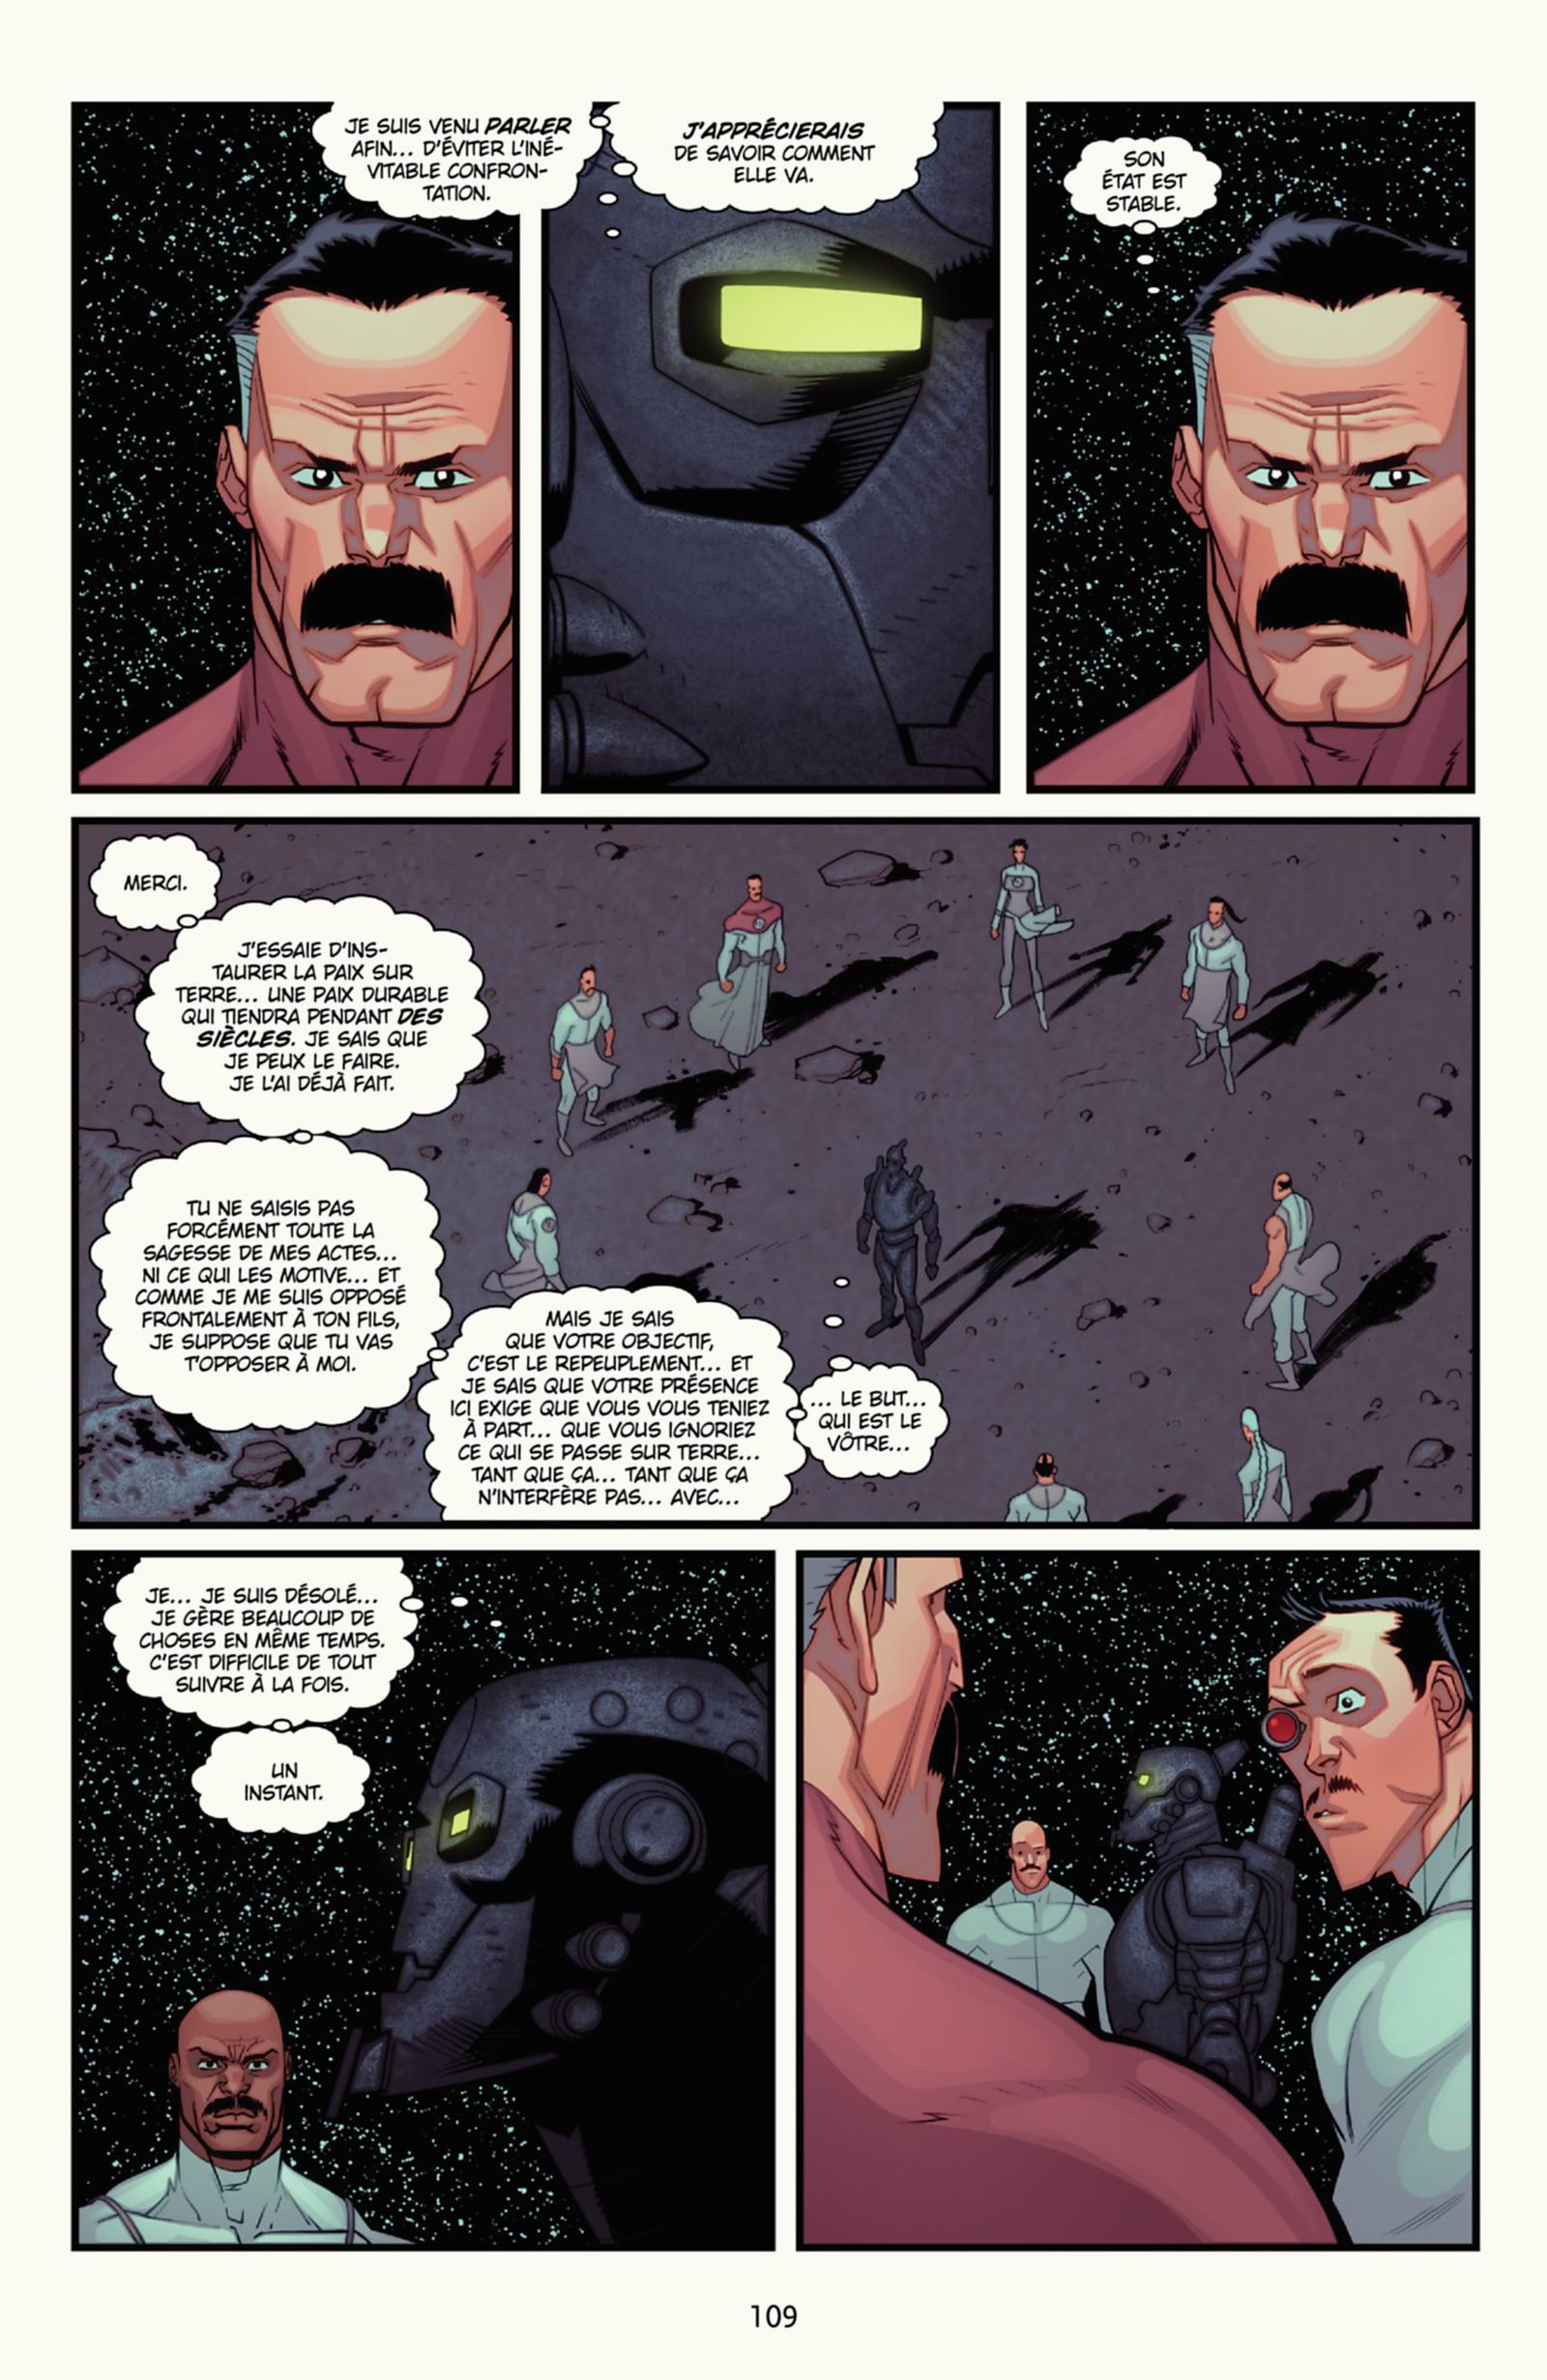 JE SUIS VENU PARLER
AFIN... D'ÉVITER L'INÉ-
VITABLE CONFRON-
TATION.
J'APPRÉCIERAIS
DE SAVOIR COMMENT
ELLE VA.
SON
ÉTAT EST
STABLE.
MERCI.
J'ESSAIE D'INS-
TAURER LA PAIX SUR
TERRE... UNE PAIX DURABLE
QUI TIENDRA PENDANT DES
SIÈCLES. JE SAIS QUE
JE PEUX LE FAIRE.
JE L'AI DÉJÀ FAIT.
TU NE SAISIS PAS
FORCÉMENT TOUTE LA
SAGESSE DE MES ACTES...
NI CE QUI LES MOTIVE... ET
COMME JE ME SUIS OPPOSÉ
FRONTALEMENT À TON FILS,
JE SUPPOSE QUE TU VAS
T'OPPOSER À MOI.
MAIS JE SAIS
QUE VOTRE OBJECTIF,
C'EST LE REPEUPLEMENT... ET
JE SAIS QUE VOTRE PRÉSENCE
ICI EXIGE QUE VOUS VOUS TENIEZ
À PART... QUE VOUS IGNORIEZ
CE QUI SE PASSE SUR TERRE...
TANT QUE ÇA... TANT QUE ÇA
N'INTERFÈRE PAS... AVEC...
... LE BUT...
QUI EST LE
VÔTRE...
JE... JE SUIS DÉSOLÉ...
JE GÈRE BEAUCOUP DE
CHOSES EN MÊME TEMPS.
C'EST DIFFICILE DE TOUT
SUIVRE À LA FOIS.
UN
INSTANT.
109